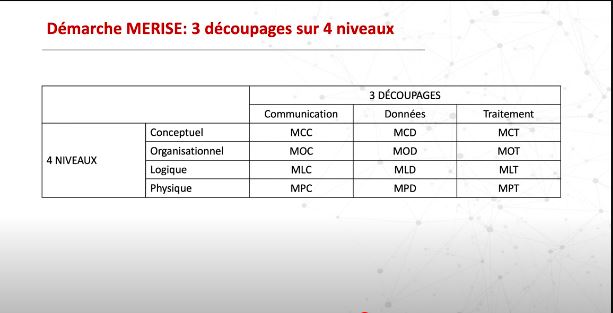 Démarche MERISE: 3 découpages sur 4 niveaux
3 DÉCOUPAGES
Communication Données Traitement
4 NIVEAUX
Conceptuel MCC MCD MCT
Organisationnel MOC MOD MOT
Logique MLC MLD MLT
Physique MPC MPD MPT